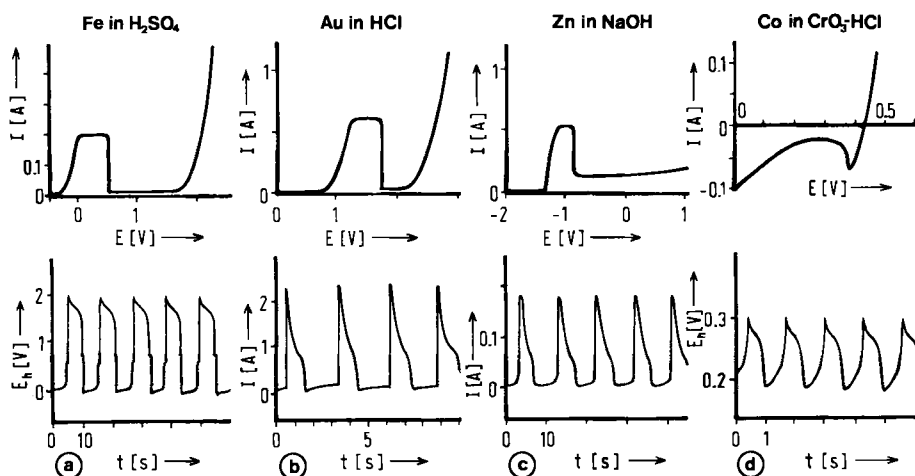 Fe in H₂SO₄
Au in HCl
Zn in NaOH
Co in CrO₃-HCl
I [A]
0.1
0
0
1
E [V]
I [A]
1
0
1
E [V]
I [A]
1
0
-2
-1
0
1
E [V]
I [A]
0.1
0
-0.1
0
0.5
E [V]
E_h [V]
2
1
0
0
10
t [s]
a
I [A]
2
1
0
0
5
t [s]
b
I [A]
0.1
0
0
10
t [s]
c
E_h [V]
0.3
0.2
0
1
t [s]
d